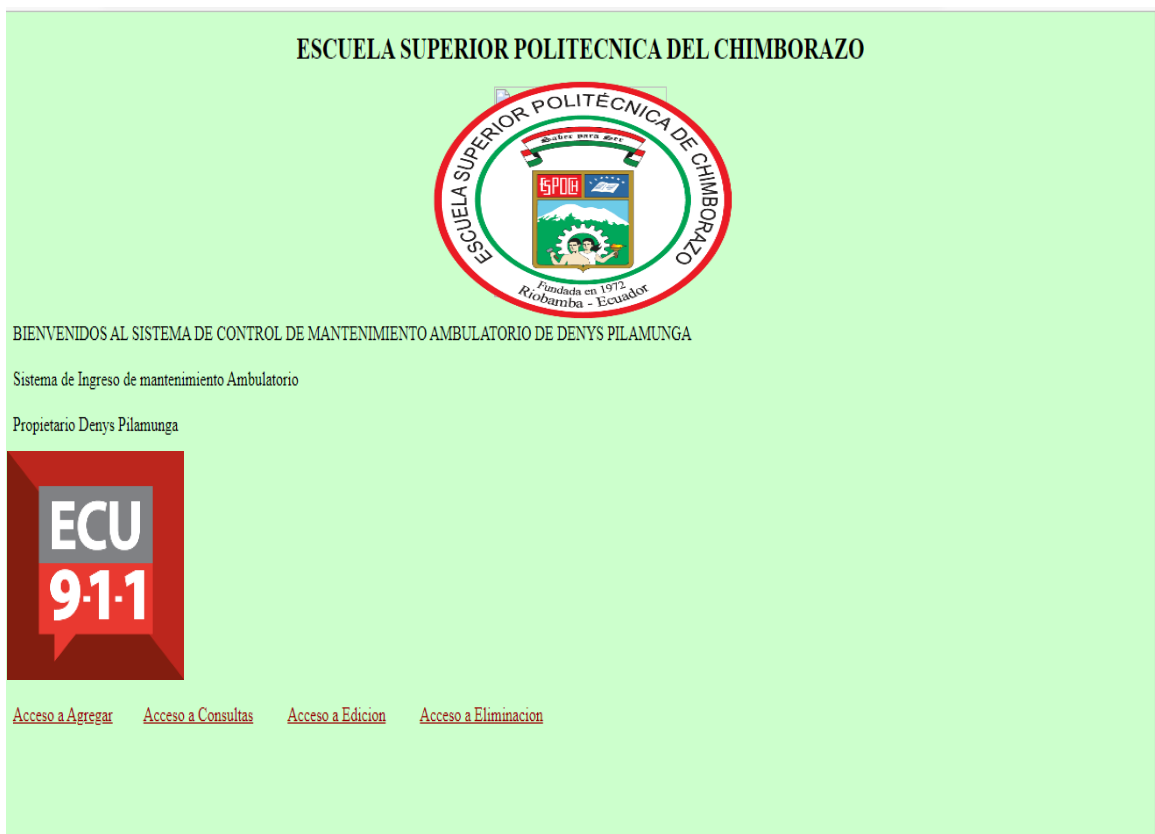 ESCUELA SUPERIOR POLITECNICA DEL CHIMBORAZO
ESCUELA SUPERIOR POLITÉCNICA DE CHIMBORAZO
Saber para Ser
ESPOCH
Fundada en 1972
Riobamba - Ecuador
BIENVENIDOS AL SISTEMA DE CONTROL DE MANTENIMIENTO AMBULATORIO DE DENYS PILAMUNGA
Sistema de Ingreso de mantenimiento Ambulatorio
Propietario Denys Pilamunga
ECU
9-1-1
Acceso a Agregar Acceso a Consultas Acceso a Edicion Acceso a Eliminacion